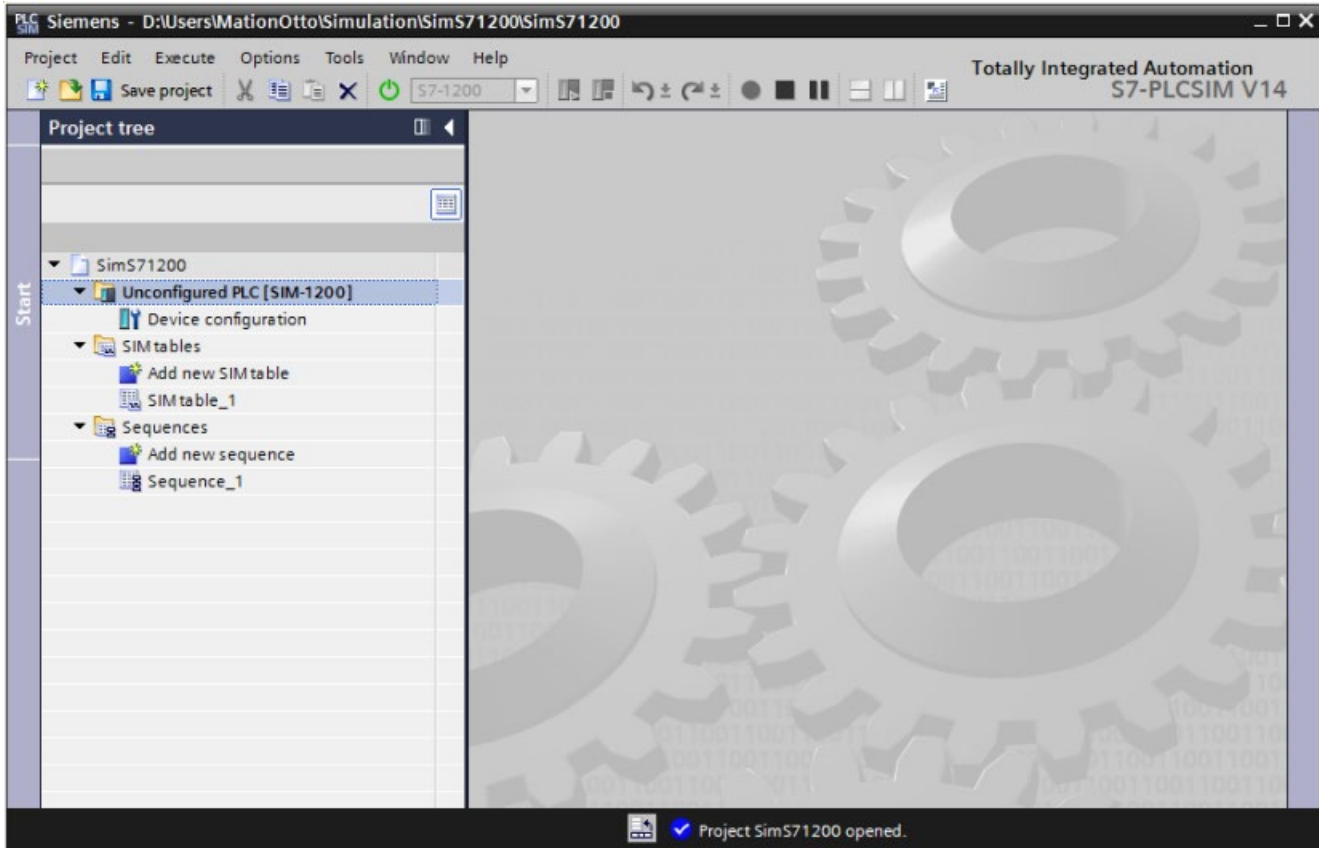 PLC SIM Siemens - D:\Users\MationOtto\Simulation\SimS71200\SimS71200
Project Edit Execute Options Tools Window Help
Totally Integrated Automation
S7-PLCSIM V14
Save project
S7-1200
Project tree
Start
SimS71200
Unconfigured PLC [SIM-1200]
Device configuration
SIM tables
Add new SIM table
SIM table_1
Sequences
Add new sequence
Sequence_1
Project SimS71200 opened.